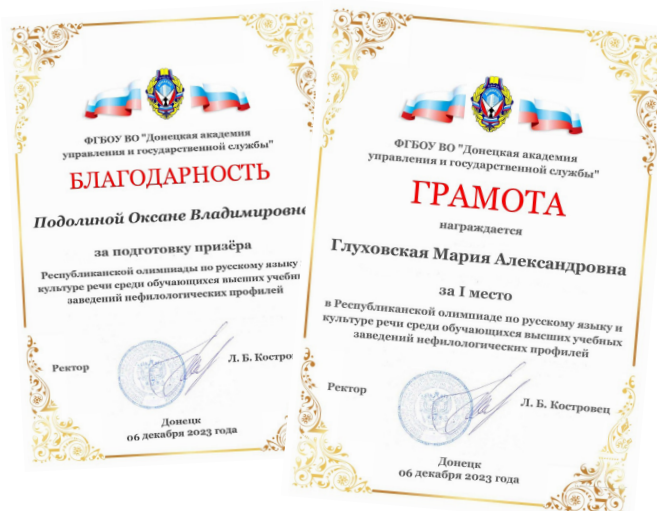 ФГБОУ ВО "Донецкая академия
управления и государственной службы"
БЛАГОДАРНОСТЬ
Подолиной Оксане Владимировне
за подготовку призёра
Республиканской олимпиады по русскому языку
культуре речи среди обучающихся высших учебн
заведений нефилологических профилей
Ректор
Л. Б. Костро
Донецк
06 декабря 2023 года
ФГБОУ ВО "Донецкая академия
управления и государственной службы"
ГРАМОТА
награждается
Глуховская Мария Александровна
за I место
в Республиканской олимпиаде по русскому языку и
культуре речи среди обучающихся высших учебных
заведений нефилологических профилей
Ректор
Л. Б. Костровец
Донецк
06 декабря 2023 года